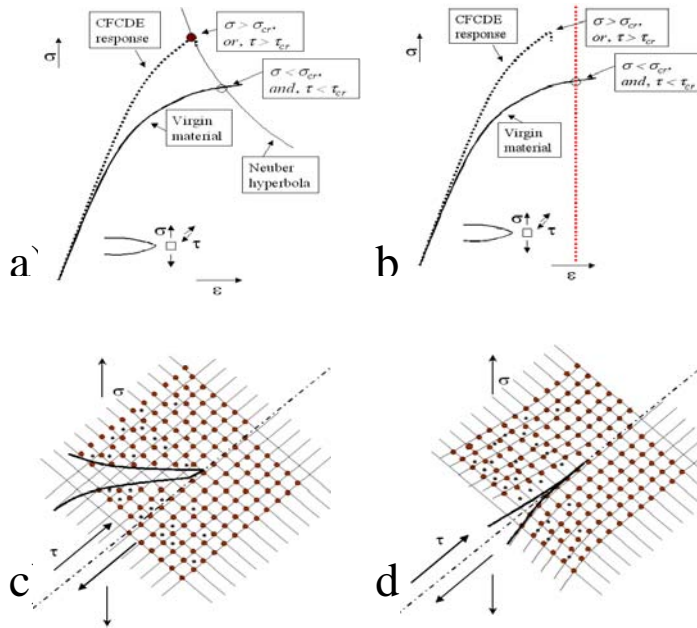 CFCDE
response
σ > σcr,
or, τ > τcr
σ
σ < σcr,
and, τ < τcr
Virgin
material
Neuber
hyperbola
σ
τ
a)
ε
CFCDE
response
σ > σcr,
or, τ > τcr
σ
σ < σcr,
and, τ < τcr
Virgin
material
σ
τ
b
ε
σ
τ
c)
σ
τ
d